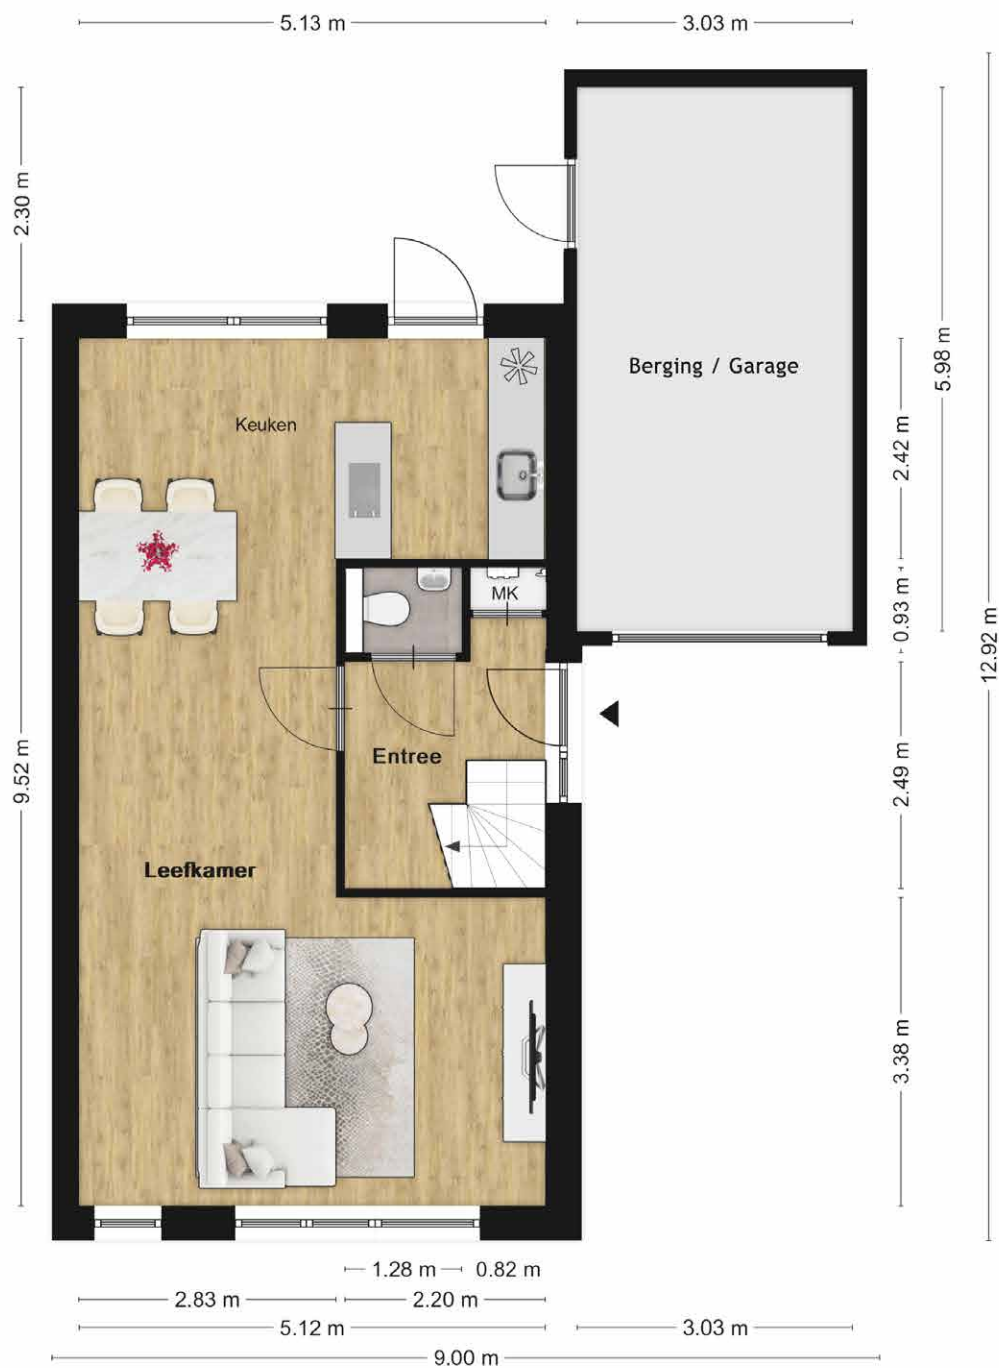 5.13 m
3.03 m
2.30 m
5.98 m
Berging / Garage
Keuken
2.42 m
MK
0.93 m
12.92 m
Entree
9.52 m
2.49 m
Leefkamer
3.38 m
1.28 m
0.82 m
2.83 m
2.20 m
5.12 m
3.03 m
9.00 m